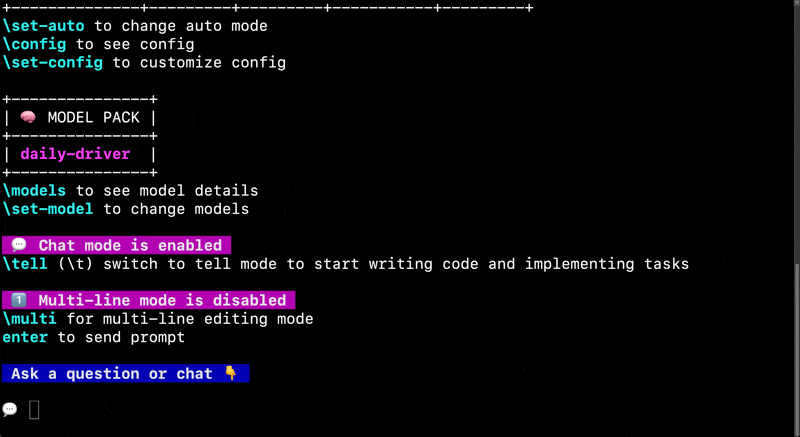 +---------------+---------+---------+-----------+---------+
\set-auto to change auto mode
\config to see config
\set-config to customize config
+---------------+
| 🧠 MODEL PACK |
+---------------+
| daily-driver  |
+---------------+
\models to see model details
\set-model to change models
💬 Chat mode is enabled
\tell (\t) switch to tell mode to start writing code and implementing tasks
1️⃣ Multi-line mode is disabled
\multi for multi-line editing mode
enter to send prompt
Ask a question or chat 👇
💬